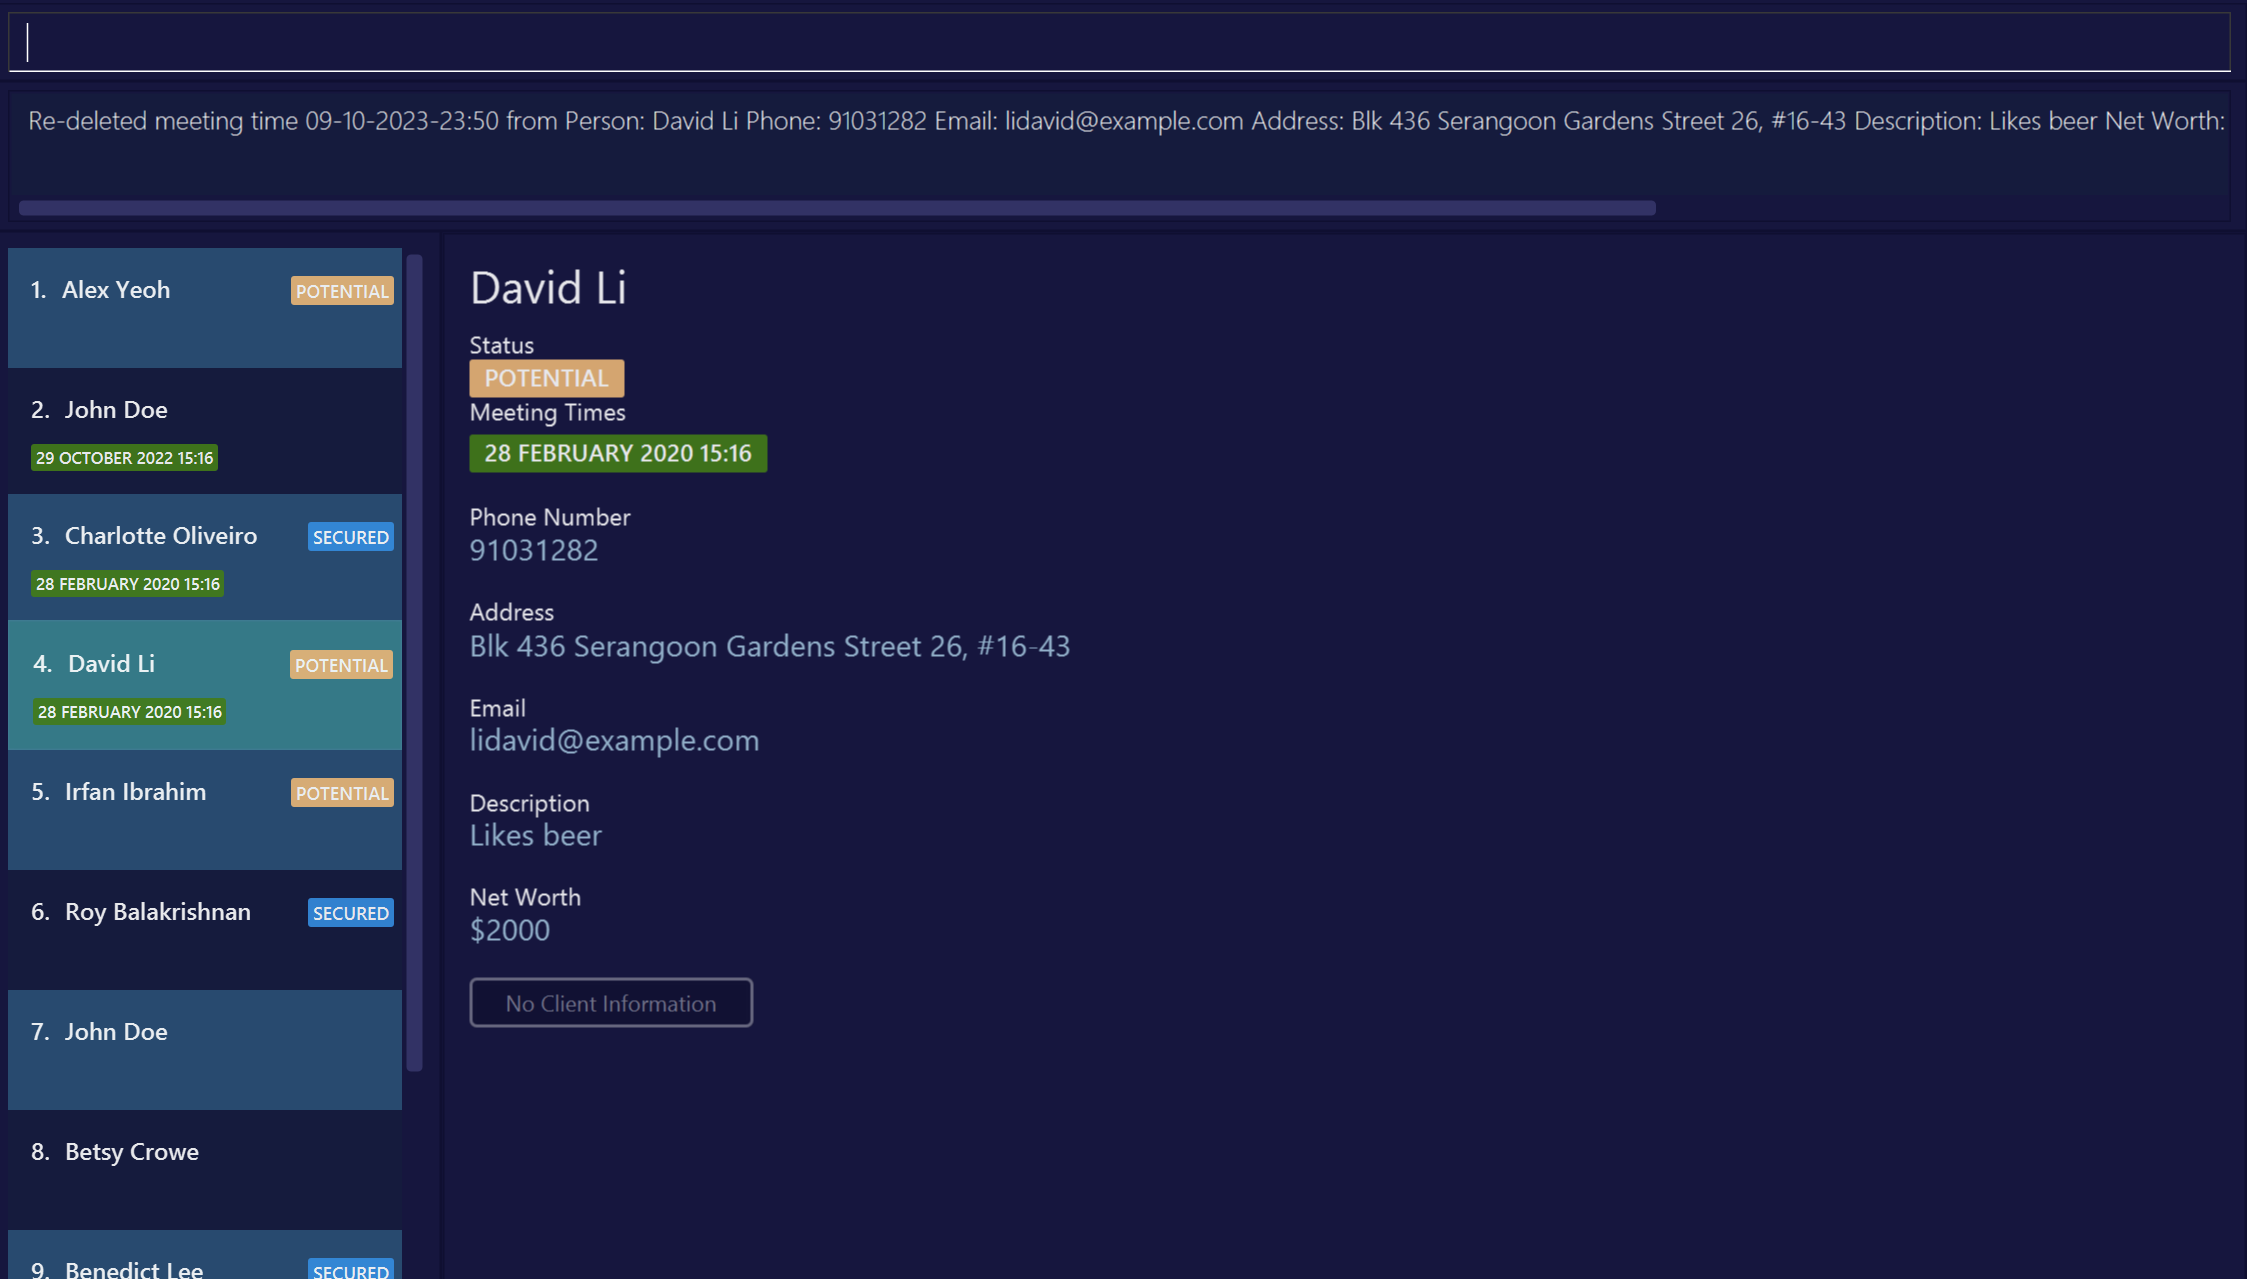 Re-deleted meeting time 09-10-2023-23:50 from Person: David Li Phone: 91031282 Email: lidavid@example.com Address: Blk 436 Serangoon Gardens Street 26, #16-43 Description: Likes beer Net Worth:
1. Alex Yeoh POTENTIAL
2. John Doe
29 OCTOBER 2022 15:16
3. Charlotte Oliveiro SECURED
28 FEBRUARY 2020 15:16
4. David Li POTENTIAL
28 FEBRUARY 2020 15:16
5. Irfan Ibrahim POTENTIAL
6. Roy Balakrishnan SECURED
7. John Doe
8. Betsy Crowe
9. Benedict Lee SECURED
David Li
Status
POTENTIAL
Meeting Times
28 FEBRUARY 2020 15:16
Phone Number
91031282
Address
Blk 436 Serangoon Gardens Street 26, #16-43
Email
lidavid@example.com
Description
Likes beer
Net Worth
$2000
No Client Information